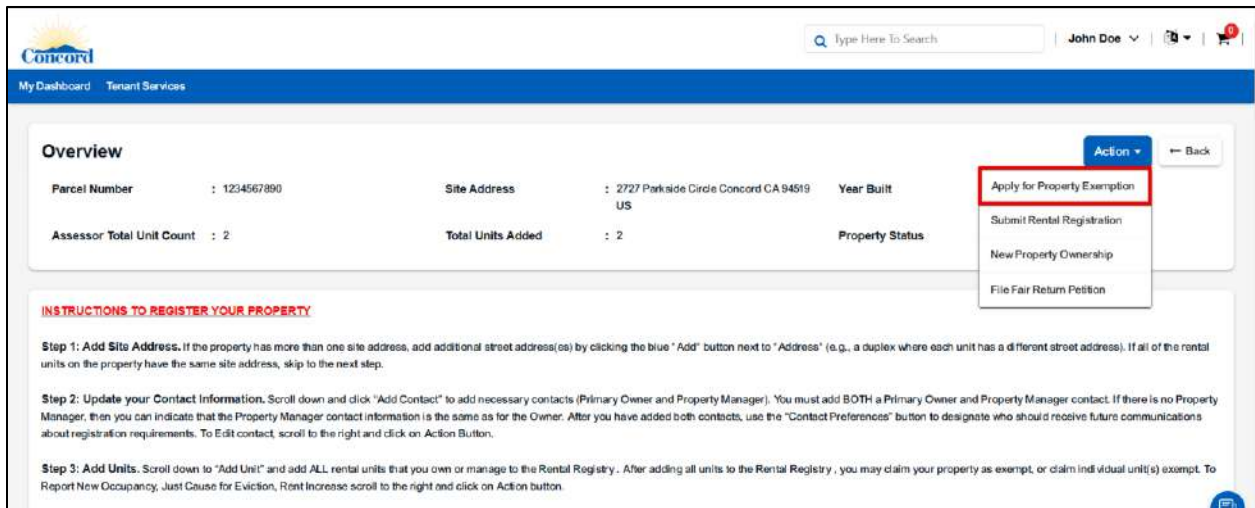 Concord
Type Here To Search
John Doe
0
My Dashboard Tenant Services
Overview
Action
← Back
Parcel Number : 1234567890 Site Address : 2727 Parkside Circle Concord CA 94519 Year Built
US
Assessor Total Unit Count : 2 Total Units Added : 2 Property Status
Apply for Property Exemption
Submit Rental Registration
New Property Ownership
File Fair Return Petition
INSTRUCTIONS TO REGISTER YOUR PROPERTY
Step 1: Add Site Address. If the property has more than one site address, add additional street address(es) by clicking the blue "Add" button next to "Address" (e.g., a duplex where each unit has a different street address). If all of the rental
units on the property have the same site address, skip to the next step.
Step 2: Update your Contact Information. Scroll down and click "Add Contact" to add necessary contacts (Primary Owner and Property Manager). You must add BOTH a Primary Owner and Property Manager contact. If there is no Property
Manager, then you can indicate that the Property Manager contact information is the same as for the Owner. After you have added both contacts, use the "Contact Preferences" button to designate who should receive future communications
about registration requirements. To Edit contact, scroll to the right and click on Action Button.
Step 3: Add Units. Scroll down to "Add Unit" and add ALL rental units that you own or manage to the Rental Registry . After adding all units to the Rental Registry , you may claim your property as exempt, or claim individual unit(s) exempt. To
Report New Occupancy, Just Cause for Eviction, Rent Increase scroll to the right and click on Action button.